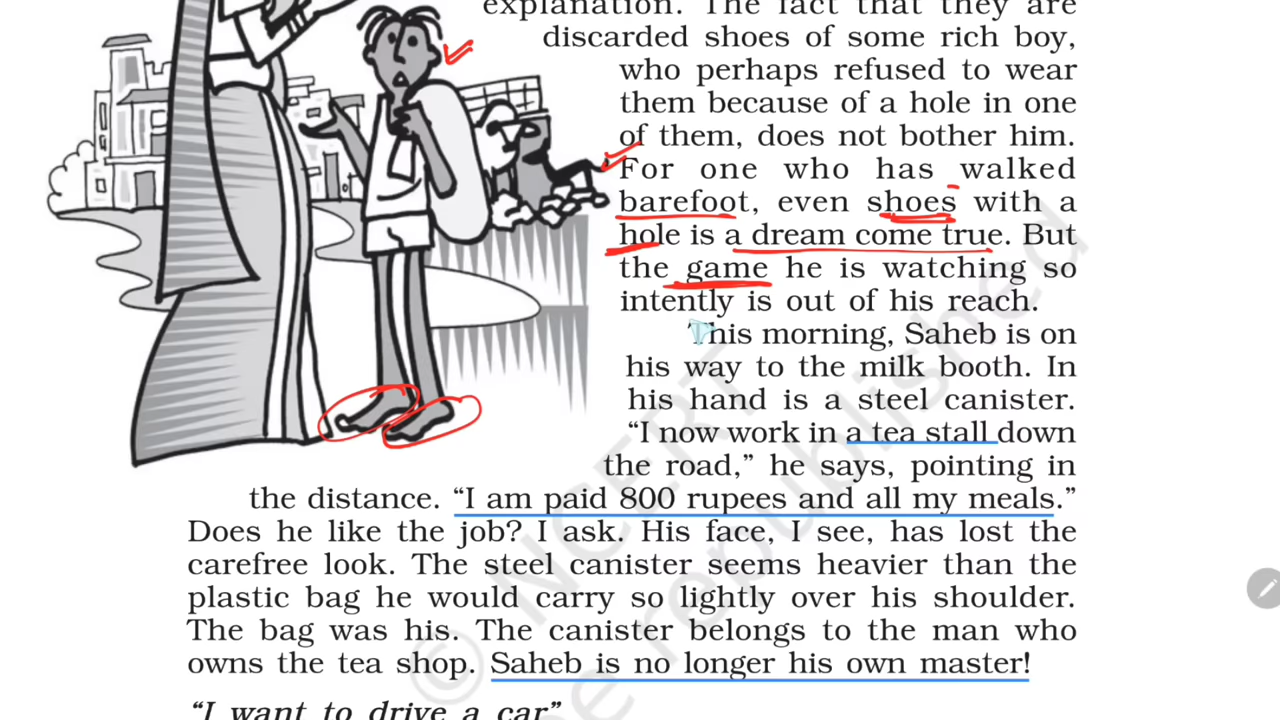 explanation. The fact that they are
discarded shoes of some rich boy,
who perhaps refused to wear
them because of a hole in one
of them, does not bother him.
For one who has walked
barefoot, even shoes with a
hole is a dream come true. But
the game he is watching so
intently is out of his reach.
This morning, Saheb is on
his way to the milk booth. In
his hand is a steel canister.
“I now work in a tea stall down
the road,” he says, pointing in
the distance. “I am paid 800 rupees and all my meals.”
Does he like the job? I ask. His face, I see, has lost the
carefree look. The steel canister seems heavier than the
plastic bag he would carry so lightly over his shoulder.
The bag was his. The canister belongs to the man who
owns the tea shop. Saheb is no longer his own master!
“I want to drive a car”
© NCERT
be republished